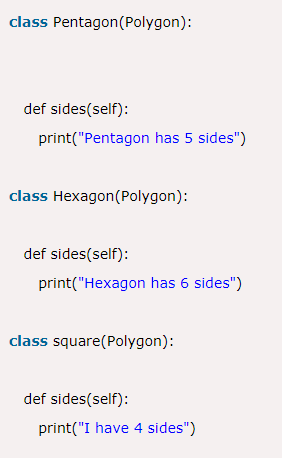 class Pentagon(Polygon):
def sides(self):
print("Pentagon has 5 sides")
class Hexagon(Polygon):
def sides(self):
print("Hexagon has 6 sides")
class square(Polygon):
def sides(self):
print("I have 4 sides")